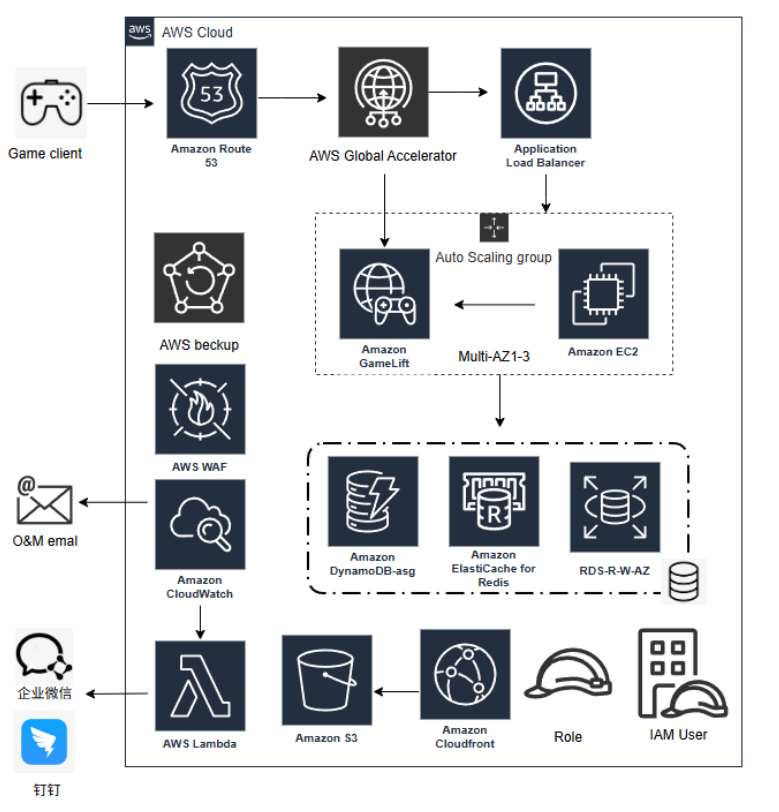 aws
AWS Cloud
53
Amazon Route
53
AWS Global Accelerator
Application
Load Balancer
Game client
Auto Scaling group
AWS beckup
Amazon
GameLift
Multi-AZ1-3
Amazon EC2
AWS WAF
@
O&M emal
Amazon
CloudWatch
R
Amazon
DynamoDB-asg
Amazon
ElastiCache for
Redis
RDS-R-W-AZ
企业微信
AWS Lambda
Amazon S3
Amazon
Cloudfront
Role
IAM User
钉钉